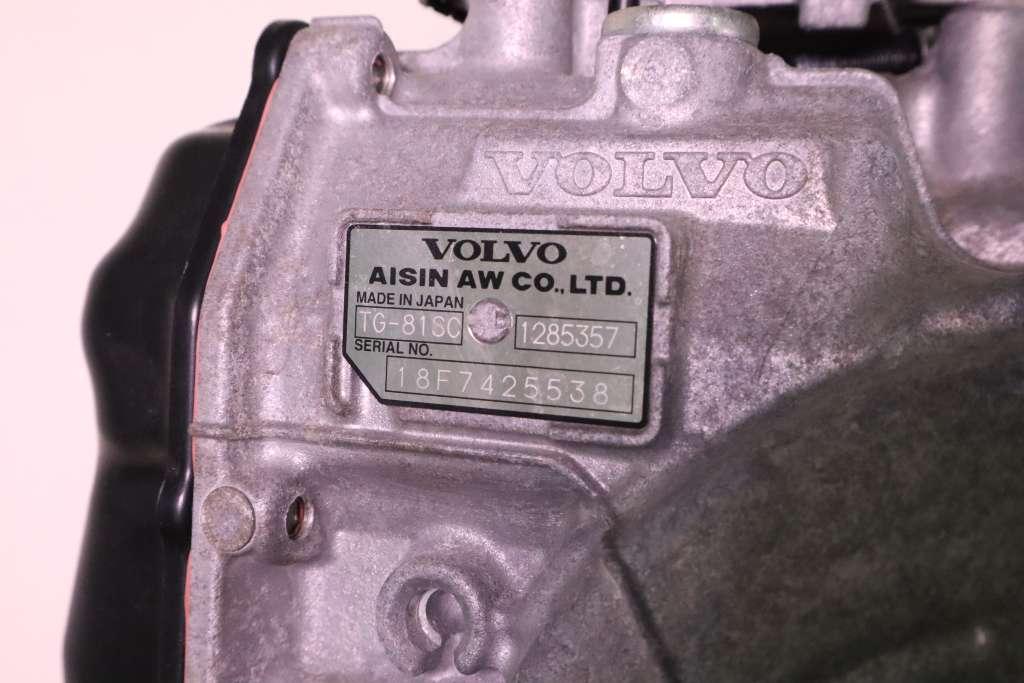 VOLVO
VOLVO
AISIN AW CO., LTD.
MADE IN JAPAN
TG-81SC 1285357
SERIAL NO.
18F7425538